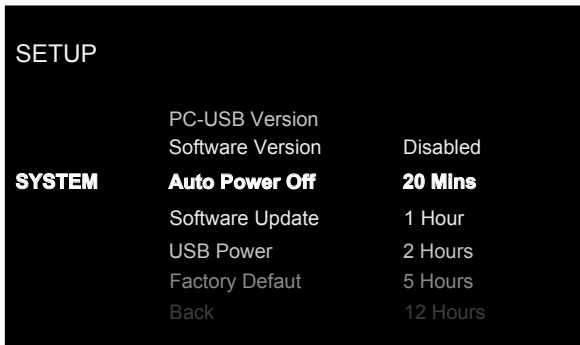 SETUP
PC-USB Version
Software Version Disabled
SYSTEM Auto Power Off 20 Mins
Software Update 1 Hour
USB Power 2 Hours
Factory Defaut 5 Hours
Back 12 Hours